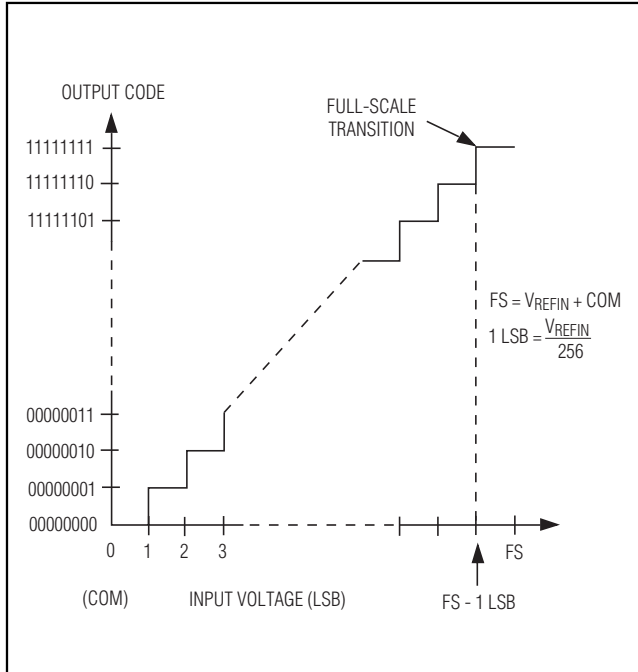 OUTPUT CODE
FULL-SCALE
TRANSITION
11111111
11111110
11111101
FS = VREFIN + COM
1 LSB = VREFIN
256
00000011
00000010
00000001
00000000
0 1 2 3 FS
(COM) INPUT VOLTAGE (LSB) FS - 1 LSB